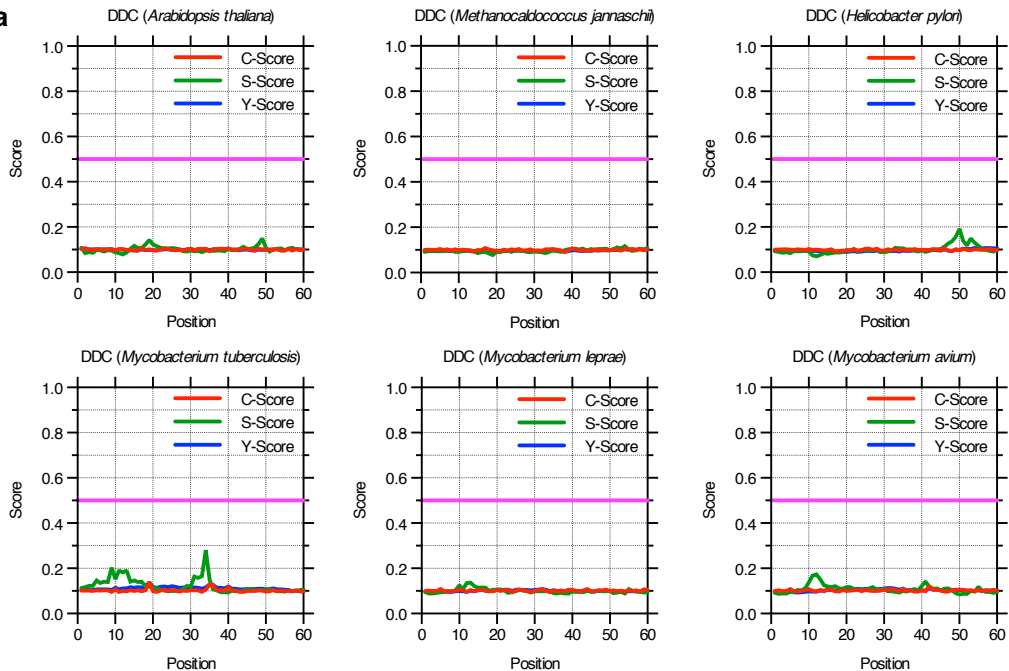 a
DDC (Arabidopsis thaliana)
1.0
0.8
0.6
0.4
0.2
0.0
Score
C-Score
S-Score
Y-Score
0 10 20 30 40 50 60
Position
DDC (Methanocaldococcus jannaschii)
1.0
0.8
0.6
0.4
0.2
0.0
Score
C-Score
S-Score
Y-Score
0 10 20 30 40 50 60
Position
DDC (Helicobacter pylori)
1.0
0.8
0.6
0.4
0.2
0.0
Score
C-Score
S-Score
Y-Score
0 10 20 30 40 50 60
Position
DDC (Mycobacterium tuberculosis)
1.0
0.8
0.6
0.4
0.2
0.0
Score
C-Score
S-Score
Y-Score
0 10 20 30 40 50 60
Position
DDC (Mycobacterium leprae)
1.0
0.8
0.6
0.4
0.2
0.0
Score
C-Score
S-Score
Y-Score
0 10 20 30 40 50 60
Position
DDC (Mycobacterium avium)
1.0
0.8
0.6
0.4
0.2
0.0
Score
C-Score
S-Score
Y-Score
0 10 20 30 40 50 60
Position